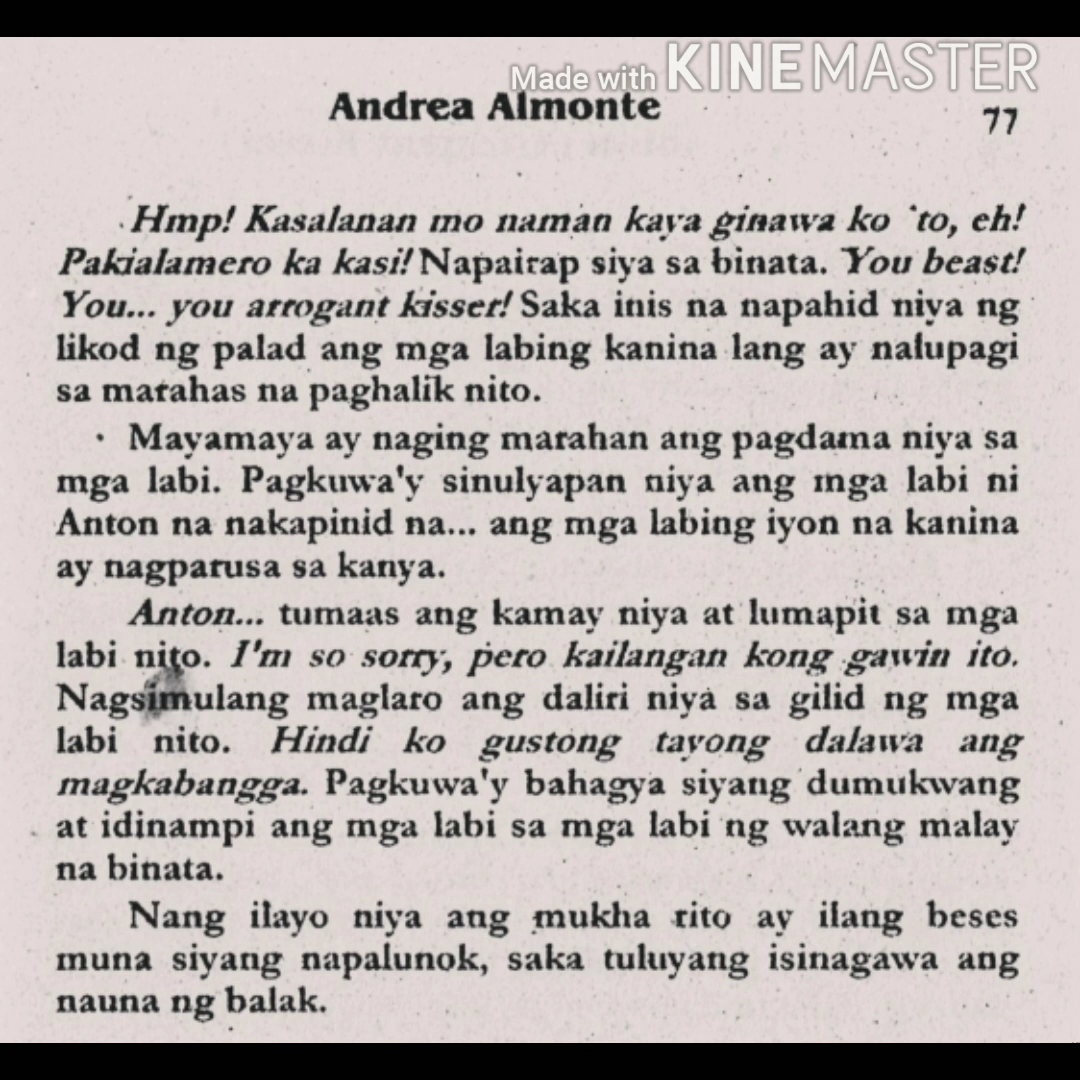 Made with KINEMASTER
Andrea Almonte
77
Hmp! Kasalanan mo naman kaya ginawa ko `to, eh!
Pakialamero ka kasi! Napairap siya sa binata. You beast!
You... you arrogant kisser! Saka inis na napahid niya ng
likod ng palad ang mga labing kanina lang ay nalupagi
sa marahas na paghalik nito.
Mayamaya ay naging marahan ang pagdama niya sa
mga labi. Pagkuwa'y sinulyapan niya ang mga labi ni
Anton na nakapinid na... ang mga labing iyon na kanina
ay nagparusa sa kanya.
Anton... tumaas ang kamay niya at lumapit sa mga
labi nito. I'm so sorry, pero kailangan kong gawin ito.
Nagsimulang maglaro ang daliri niya sa gilid ng mga
labi nito. Hindi ko gustong tayong dalawa ang
magkabangga. Pagkuwa'y bahagya siyang dumukwang
at idinampi ang mga labi sa mga labi ng walang malay
na binata.
Nang ilayo niya ang mukha rito ay ilang beses
muna siyang napalunok, saka tuluyang isinagawa ang
nauna ng balak.